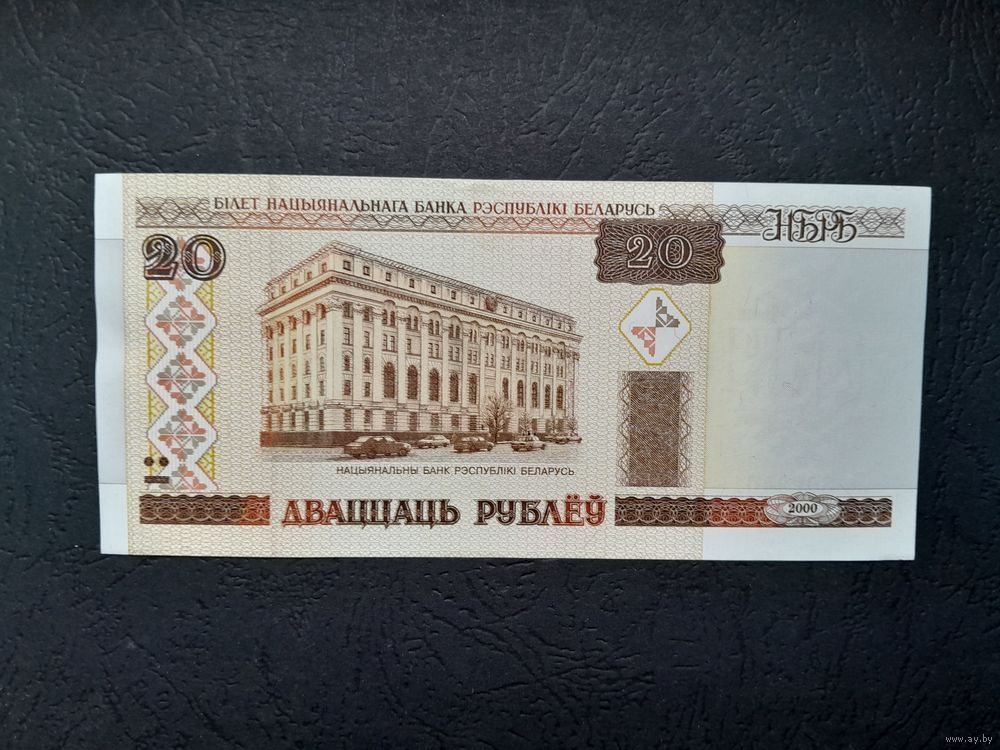 БІЛЕТ НАЦЫЯНАЛЬНАГА БАНКА РЭСПУБЛІКІ БЕЛАРУСЬ
НБРБ
20
20
НАЦЫЯНАЛЬНЫ БАНК РЭСПУБЛІКІ БЕЛАРУСЬ
ДВАЦЦАЦЬ РУБЛЁЎ
2000
www.ay.by